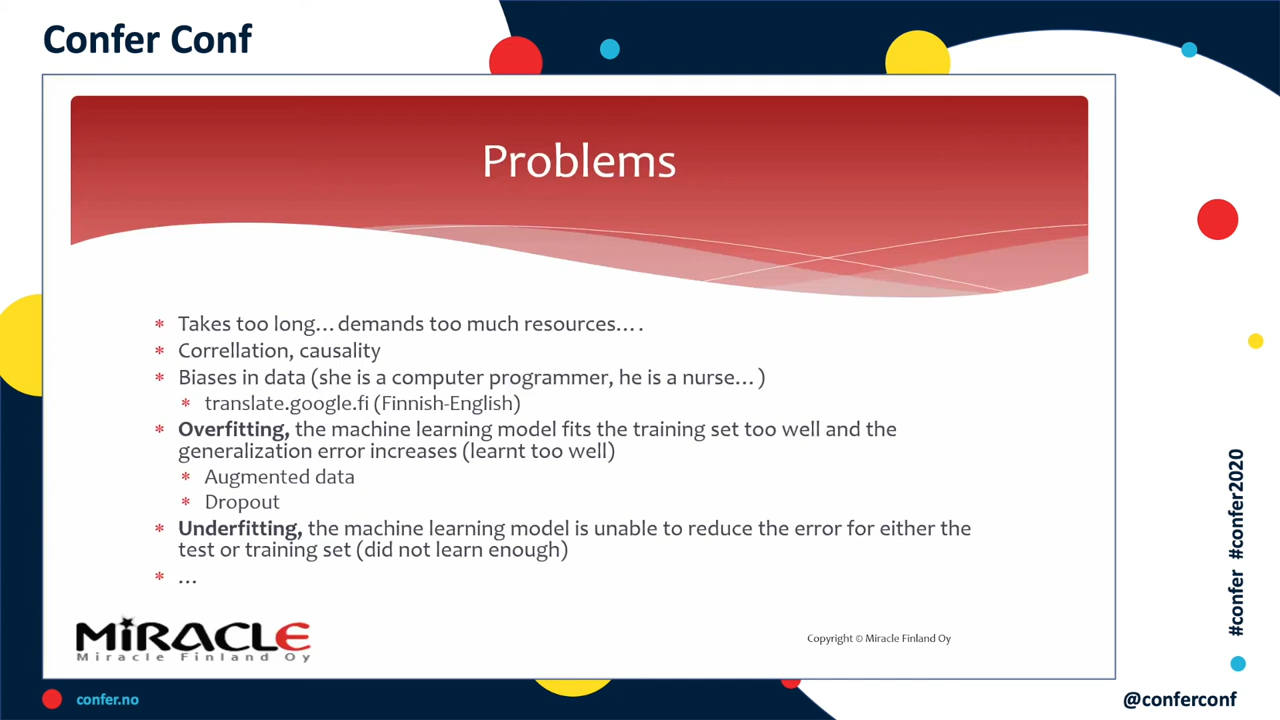 Confer Conf
Problems
* Takes too long...demands too much resources....
* Correllation, causality
* Biases in data (she is a computer programmer, he is a nurse...)
* translate.google.fi (Finnish-English)
* Overfitting, the machine learning model fits the training set too well and the
generalization error increases (learnt too well)
* Augmented data
* Dropout
* Underfitting, the machine learning model is unable to reduce the error for either the
test or training set (did not learn enough)
* ...
MIRACLE
Miracle Finland Oy
Copyright © Miracle Finland Oy
#confer #confer2020
confer.no
@conferconf